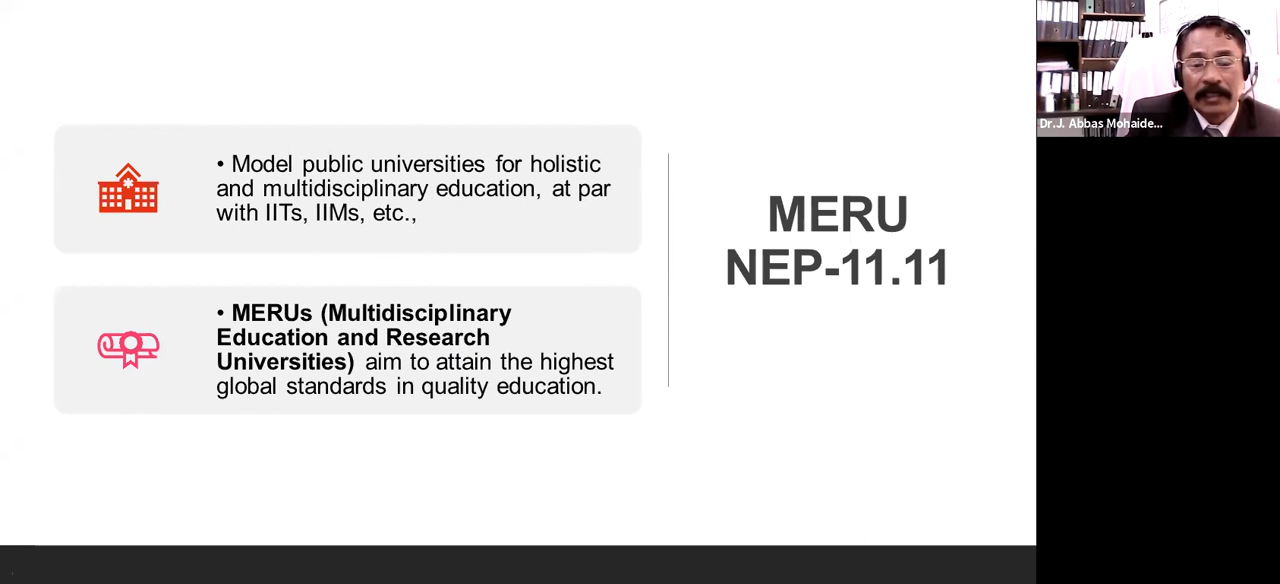 • Model public universities for holistic
and multidisciplinary education, at par
with IITs, IIMs, etc.,
• MERUs (Multidisciplinary
Education and Research
Universities) aim to attain the highest
global standards in quality education.
MERU
NEP-11.11
Dr.J. Abbas Mohaide...